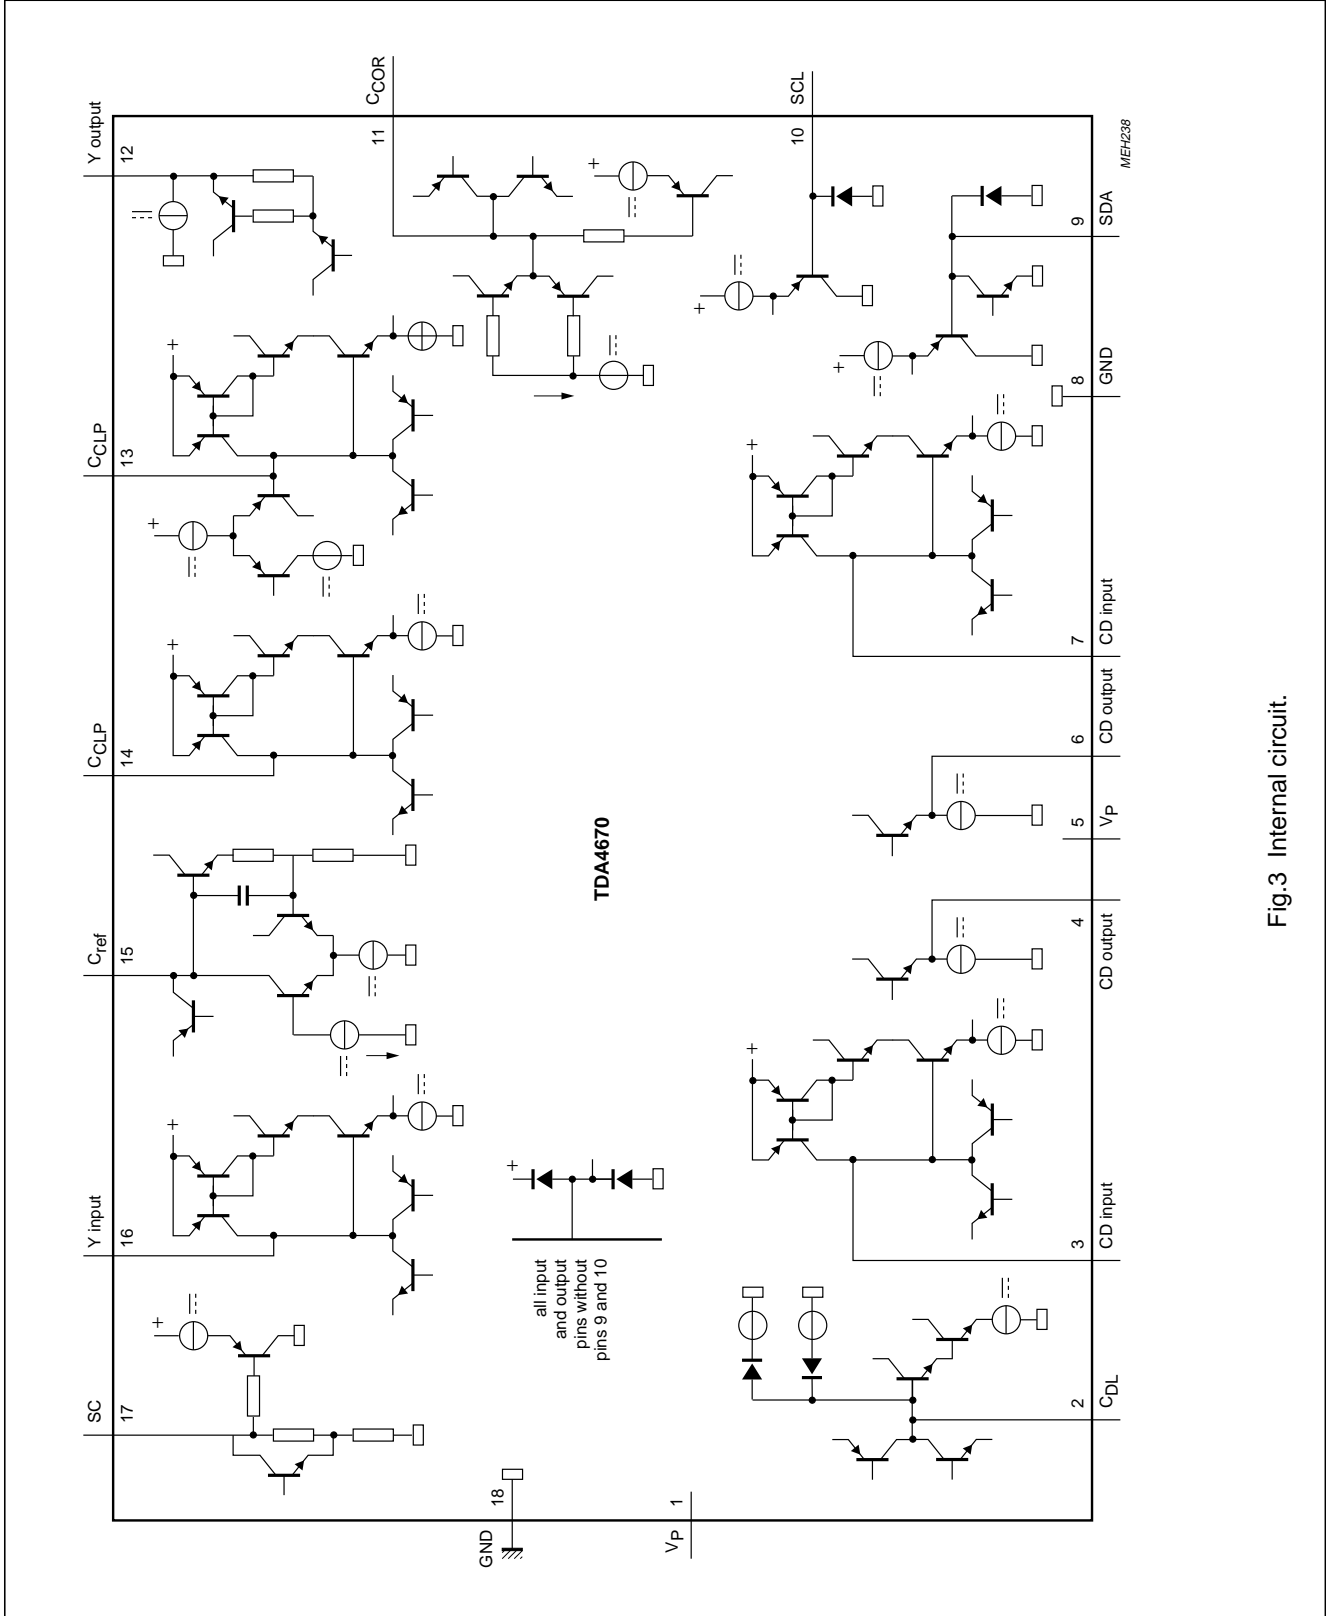 Y output
12
CCOR
11
SCL
10
MEH238
CCLP
13
+
+
+
+
+
9
SDA
8
GND
CCLP
14
+
+
7
CD input
Cref
15
TDA4670
6
CD output
5
VP
4
CD output
Y input
16
+
+
+
all input
and output
pins without
pins 9 and 10
3
CD input
SC
17
+
2
CDL
GND
18
VP
1
Fig.3 Internal circuit.